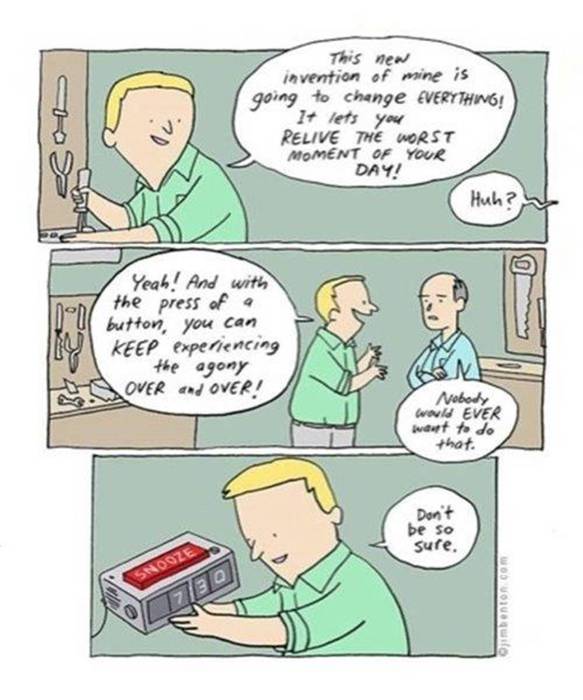 This new
invention of mine is
going to change EVERYTHING!
It lets you
RELIVE THE WORST
MOMENT OF YOUR
DAY!
Huh?
Yeah! And with
the press of a
button, you can
KEEP experiencing
the agony
OVER and OVER!
Nobody
would EVER
want to do
that.
Don't
be so
sure.
SNOOZE
730
©jimbenton.com